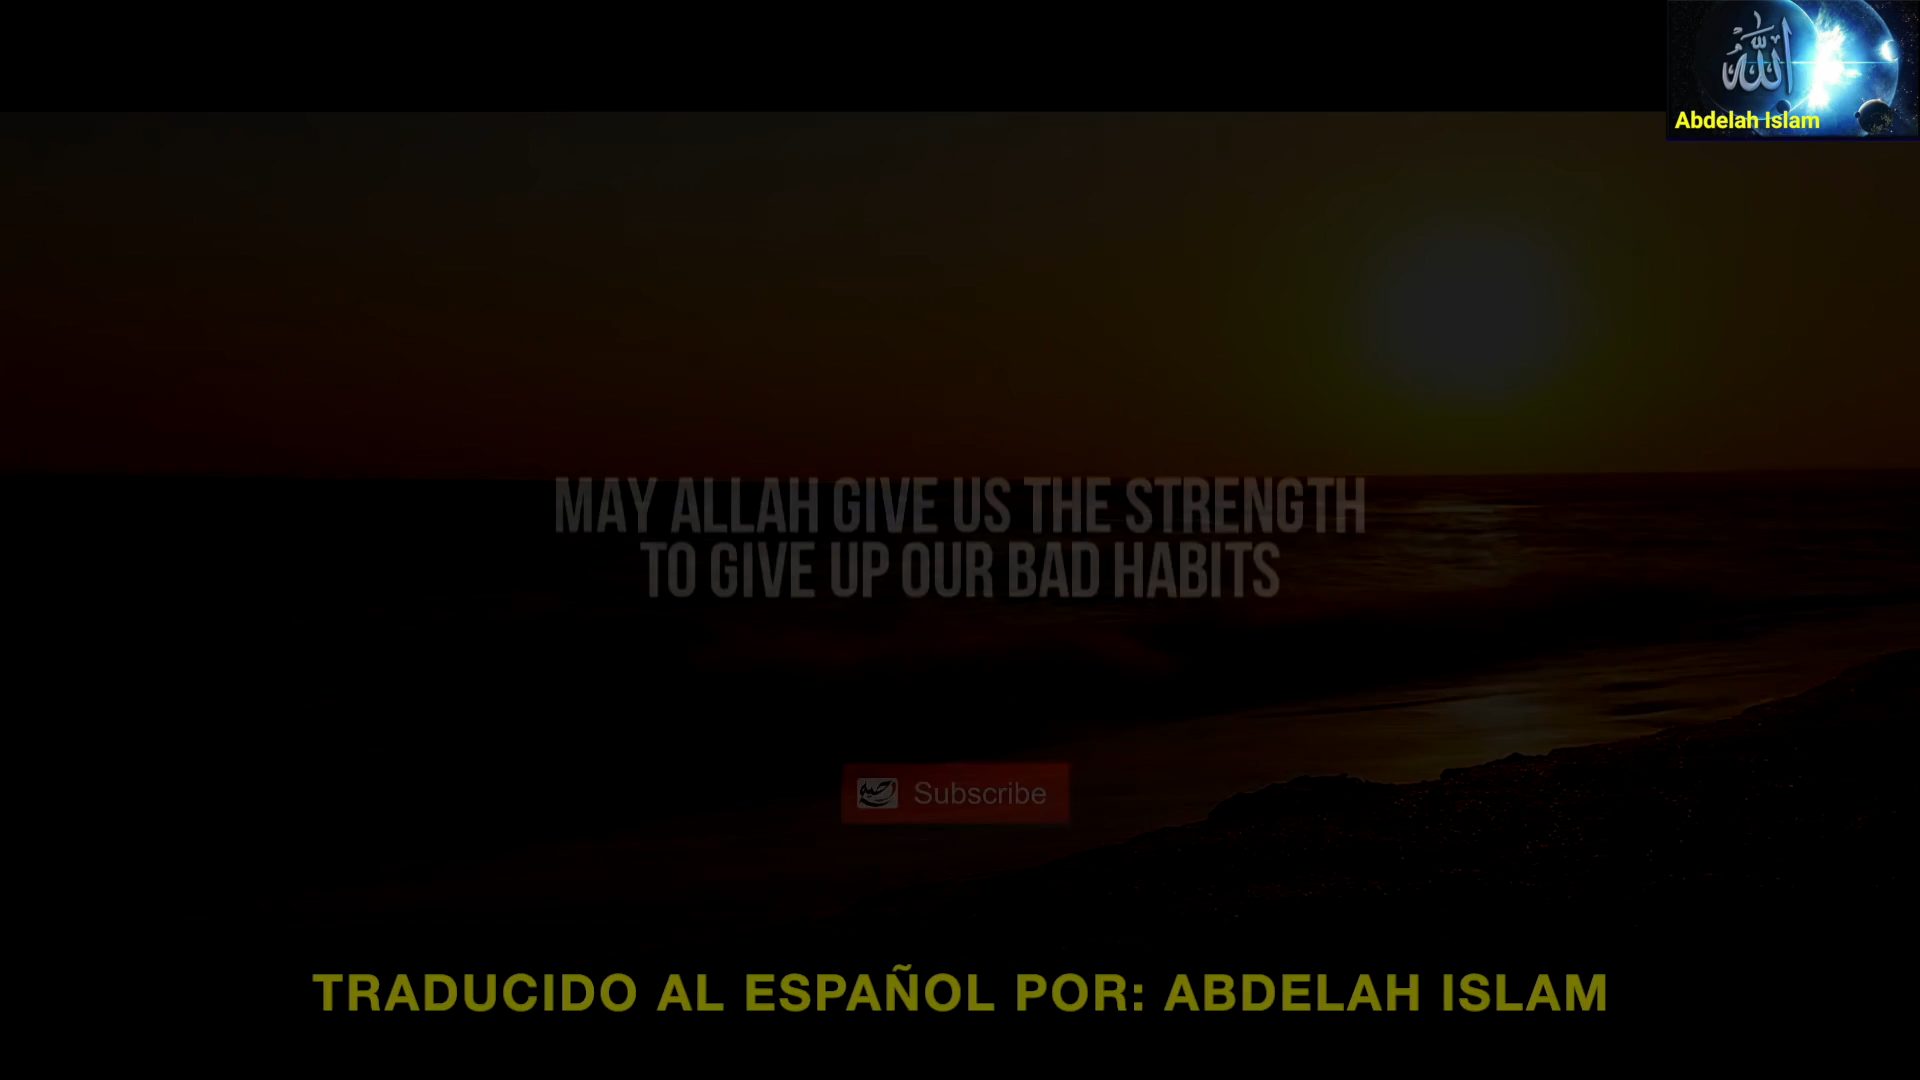 الله
Abdelah Islam
MAY ALLAH GIVE US THE STRENGTH
TO GIVE UP OUR BAD HABITS
Subscribe
TRADUCIDO AL ESPAÑOL POR: ABDELAH ISLAM